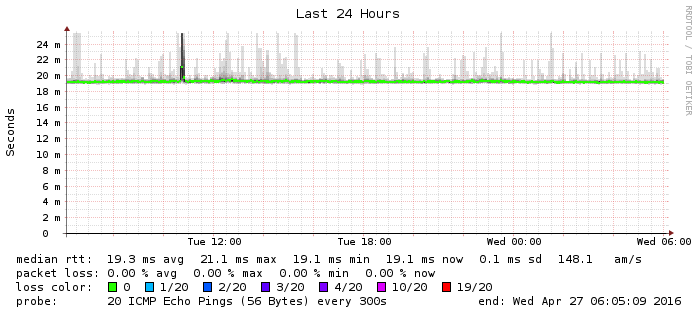 Last 24 Hours
RRDTOOL / TOBI OETIKER
Seconds
24 m
22 m
20 m
18 m
16 m
14 m
12 m
10 m
8 m
6 m
4 m
2 m
0
Tue 12:00 Tue 18:00 Wed 00:00 Wed 06:00
median rtt: 19.3 ms avg 21.1 ms max 19.1 ms min 19.1 ms now 0.1 ms sd 148.1 am/s
packet loss: 0.00 % avg 0.00 % max 0.00 % min 0.00 % now
loss color: 0 1/20 2/20 3/20 4/20 10/20 19/20
probe: 20 ICMP Echo Pings (56 Bytes) every 300s end: Wed Apr 27 06:05:09 2016